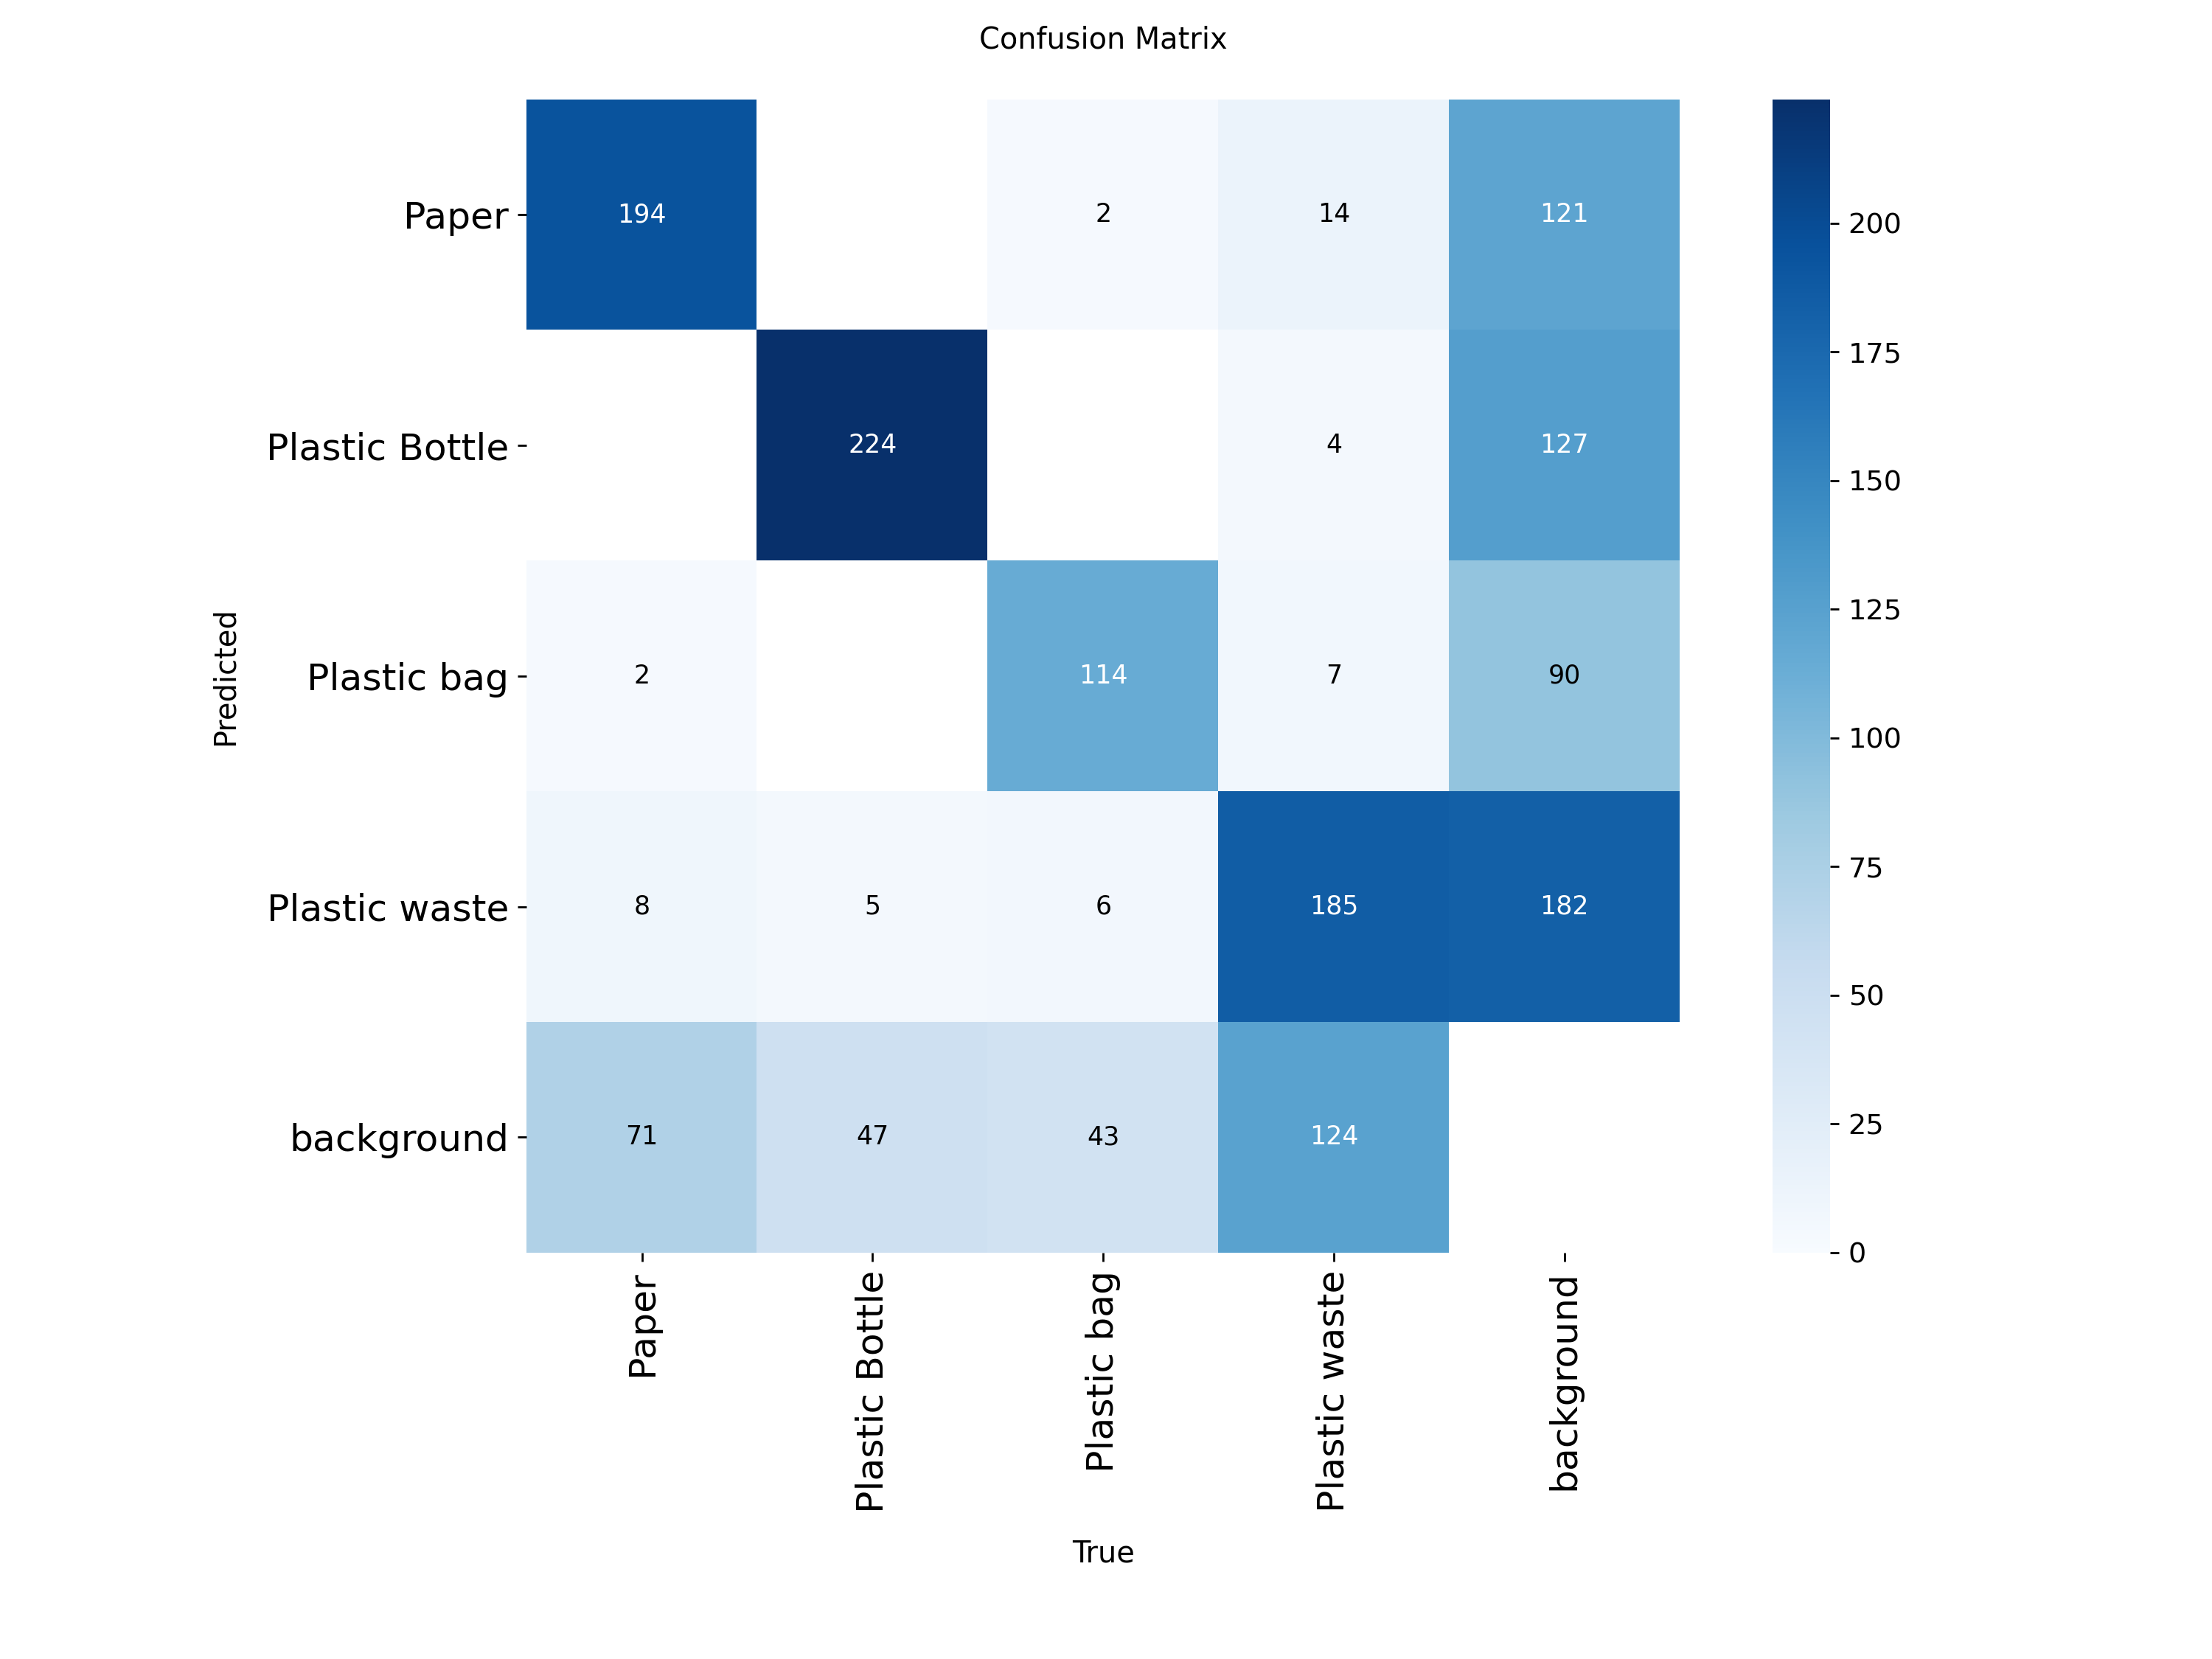 Confusion Matrix
Paper
194
2
14
121
Plastic Bottle
224
4
127
Plastic bag
2
114
7
90
Plastic waste
8
5
6
185
182
background
71
47
43
124
Predicted
Paper
Plastic Bottle
Plastic bag
Plastic waste
background
True
200
175
150
125
100
75
50
25
0